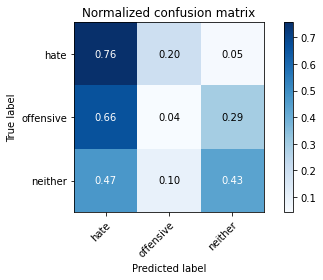 Normalized confusion matrix
True label
hate 0.76 0.20 0.05
offensive 0.66 0.04 0.29
neither 0.47 0.10 0.43
hate offensive neither
Predicted label
0.7
0.6
0.5
0.4
0.3
0.2
0.1